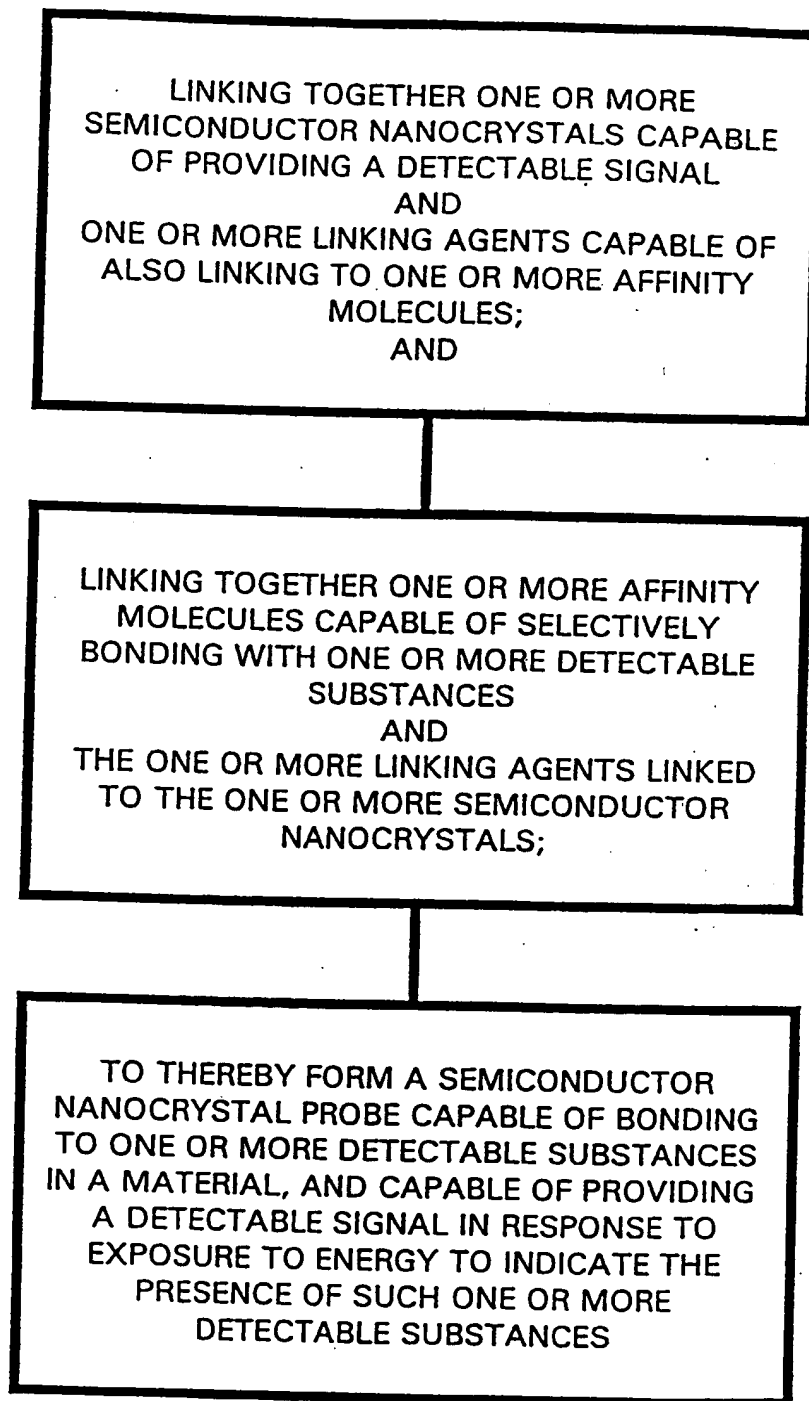 LINKING TOGETHER ONE OR MORE
SEMICONDUCTOR NANOCRYSTALS CAPABLE
OF PROVIDING A DETECTABLE SIGNAL
AND
ONE OR MORE LINKING AGENTS CAPABLE OF
ALSO LINKING TO ONE OR MORE AFFINITY
MOLECULES;
AND
LINKING TOGETHER ONE OR MORE AFFINITY
MOLECULES CAPABLE OF SELECTIVELY
BONDING WITH ONE OR MORE DETECTABLE
SUBSTANCES
AND
THE ONE OR MORE LINKING AGENTS LINKED
TO THE ONE OR MORE SEMICONDUCTOR
NANOCRYSTALS;
TO THEREBY FORM A SEMICONDUCTOR
NANOCRYSTAL PROBE CAPABLE OF BONDING
TO ONE OR MORE DETECTABLE SUBSTANCES
IN A MATERIAL, AND CAPABLE OF PROVIDING
A DETECTABLE SIGNAL IN RESPONSE TO
EXPOSURE TO ENERGY TO INDICATE THE
PRESENCE OF SUCH ONE OR MORE
DETECTABLE SUBSTANCES